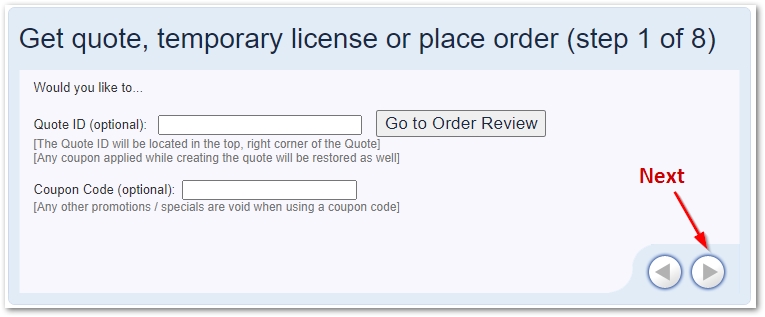 Get quote, temporary license or place order (step 1 of 8)
Would you like to...
Quote ID (optional): Go to Order Review
[The Quote ID will be located in the top, right corner of the Quote]
[Any coupon applied while creating the quote will be restored as well]
Coupon Code (optional):
[Any other promotions / specials are void when using a coupon code]
Next